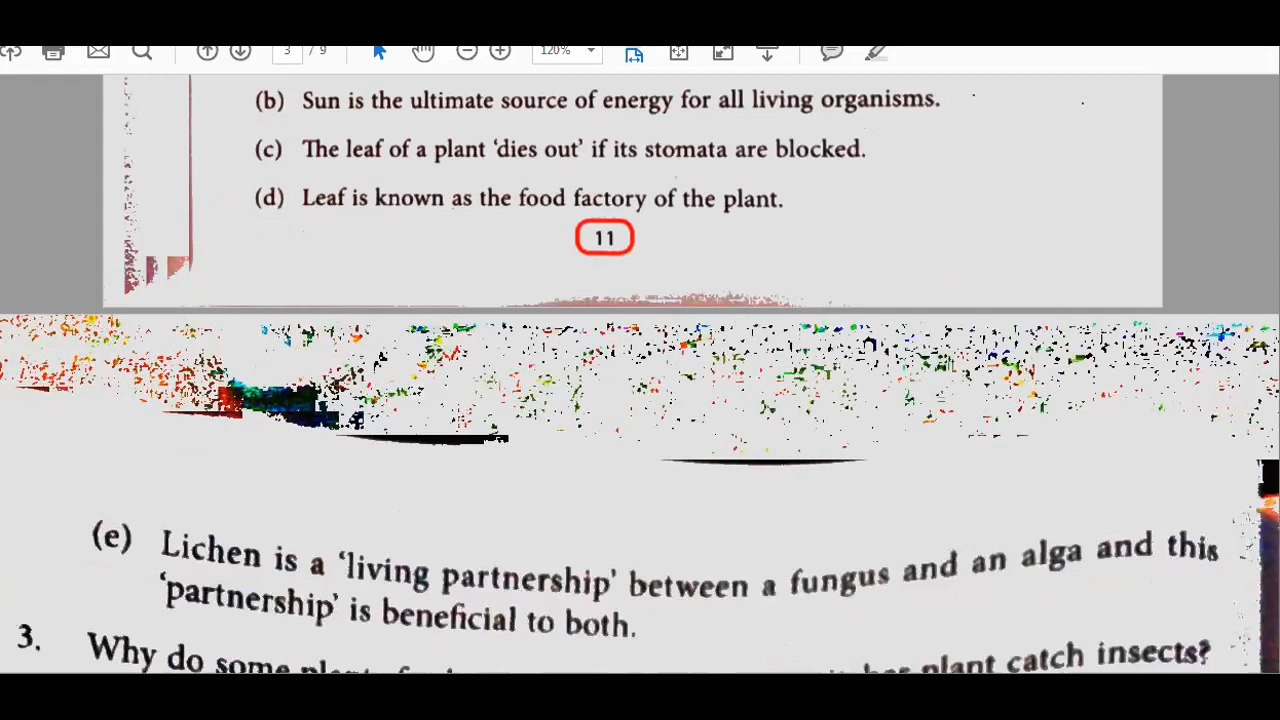 3 / 9
120%
(b) Sun is the ultimate source of energy for all living organisms.
(c) The leaf of a plant ‘dies out’ if its stomata are blocked.
(d) Leaf is known as the food factory of the plant.
11
(e) Lichen is a ‘living partnership’ between a fungus and an alga and this
‘partnership’ is beneficial to both.
3. Why do some plant catch insects?